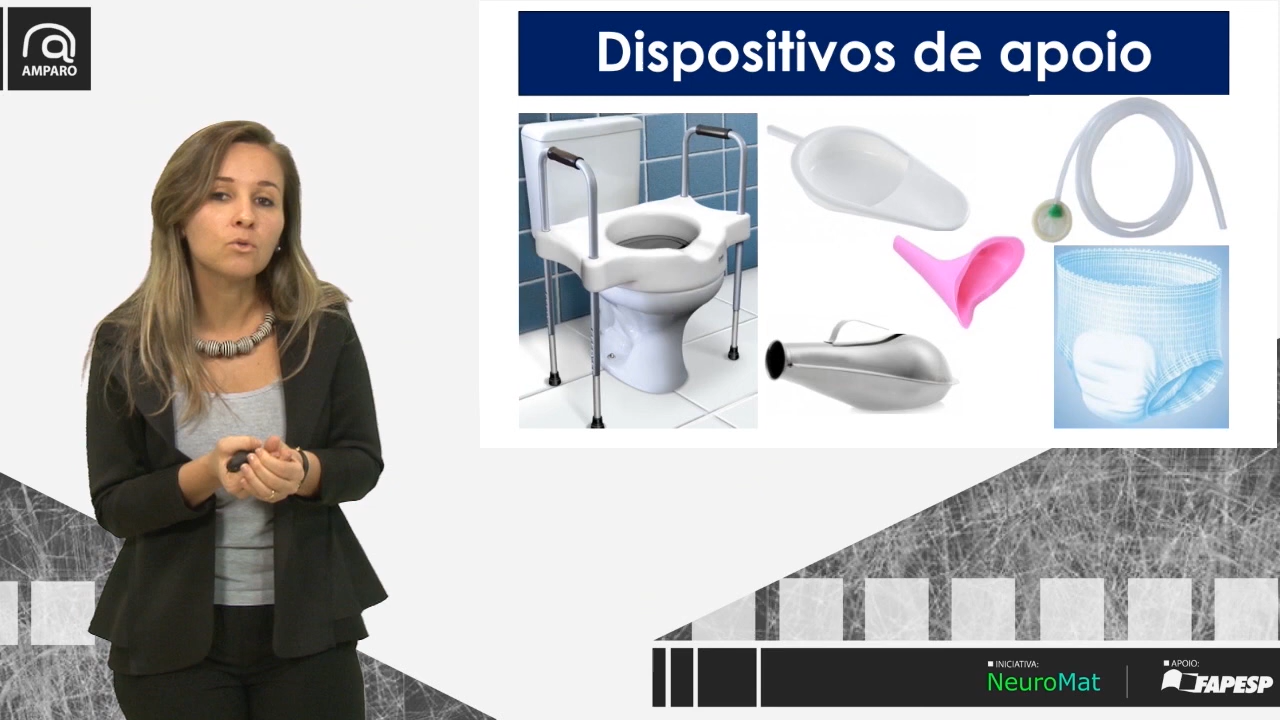 AMPARO
Dispositivos de apoio
INICIATIVA:
NeuroMat
APOIO:
FAPESP